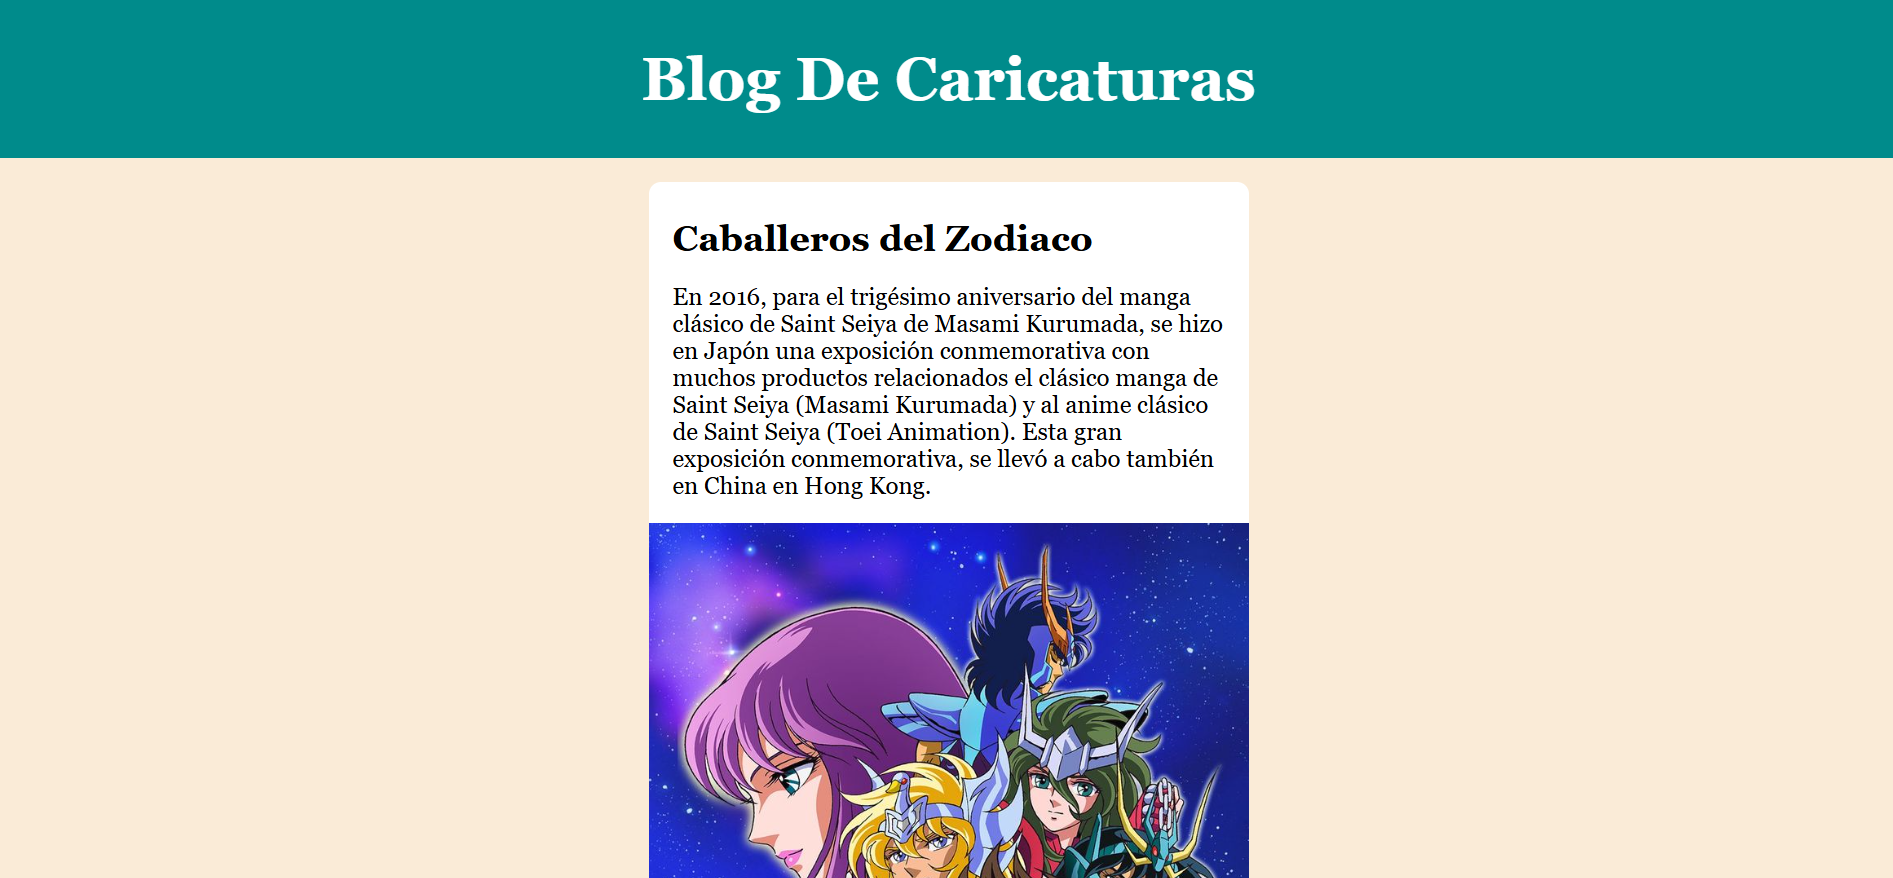 Blog De Caricaturas
Caballeros del Zodiaco
En 2016, para el trigésimo aniversario del manga
clásico de Saint Seiya de Masami Kurumada, se hizo
en Japón una exposición conmemorativa con
muchos productos relacionados el clásico manga de
Saint Seiya (Masami Kurumada) y al anime clásico
de Saint Seiya (Toei Animation). Esta gran
exposición conmemorativa, se llevó a cabo también
en China en Hong Kong.